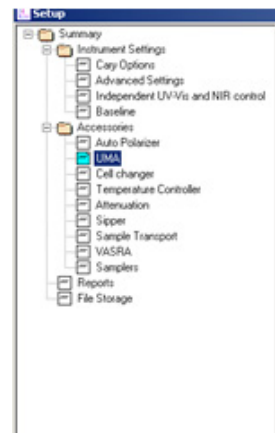 Setup
Summary
Instrument Settings
Cary Options
Advanced Settings
Independent UV-Vis and NIR control
Baseline
Accessories
Auto Polarizer
UMA
Cell changer
Temperature Controller
Attenuation
Sipper
Sample Transport
VASRA
Samplers
Reports
File Storage